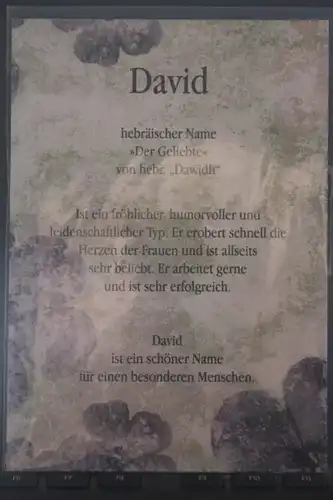 David
hebräischer Name
»Der Geliebte«
von hebr. „Dawidh“
Ist ein fröhlicher, humorvoller und
leidenschaftlicher Typ. Er erobert schnell die
Herzen der Frauen und ist allseits
sehr beliebt. Er arbeitet gerne
und ist sehr erfolgreich.
David
ist ein schöner Name
für einen besonderen Menschen.